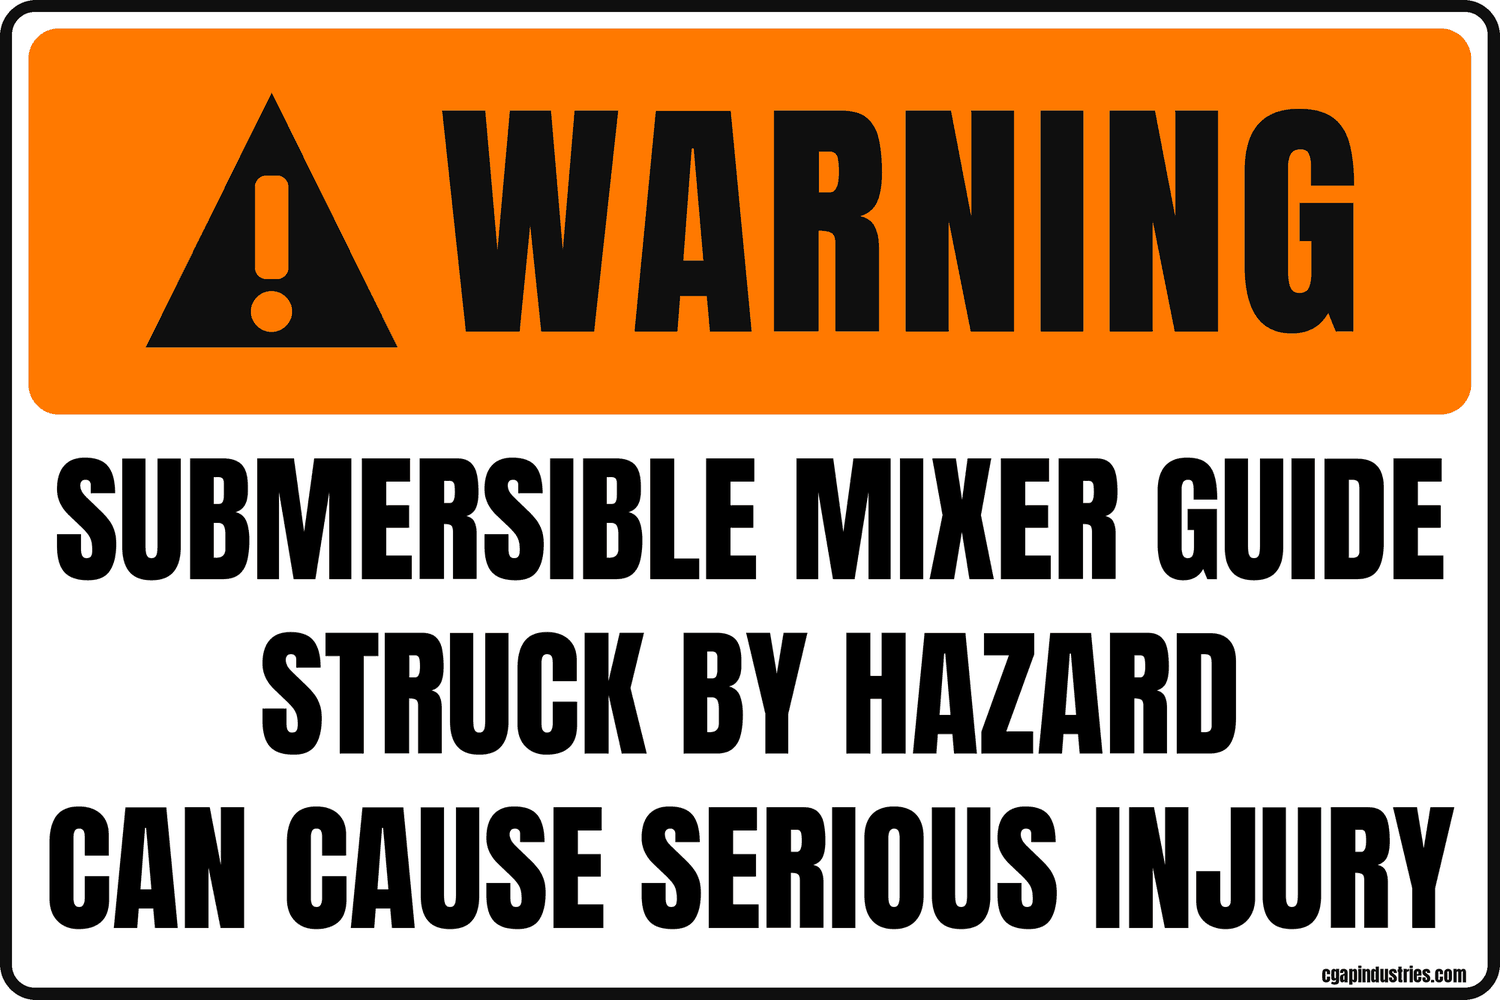 WARNING
SUBMERSIBLE MIXER GUIDE
STRUCK BY HAZARD
CAN CAUSE SERIOUS INJURY
cgapindustries.com